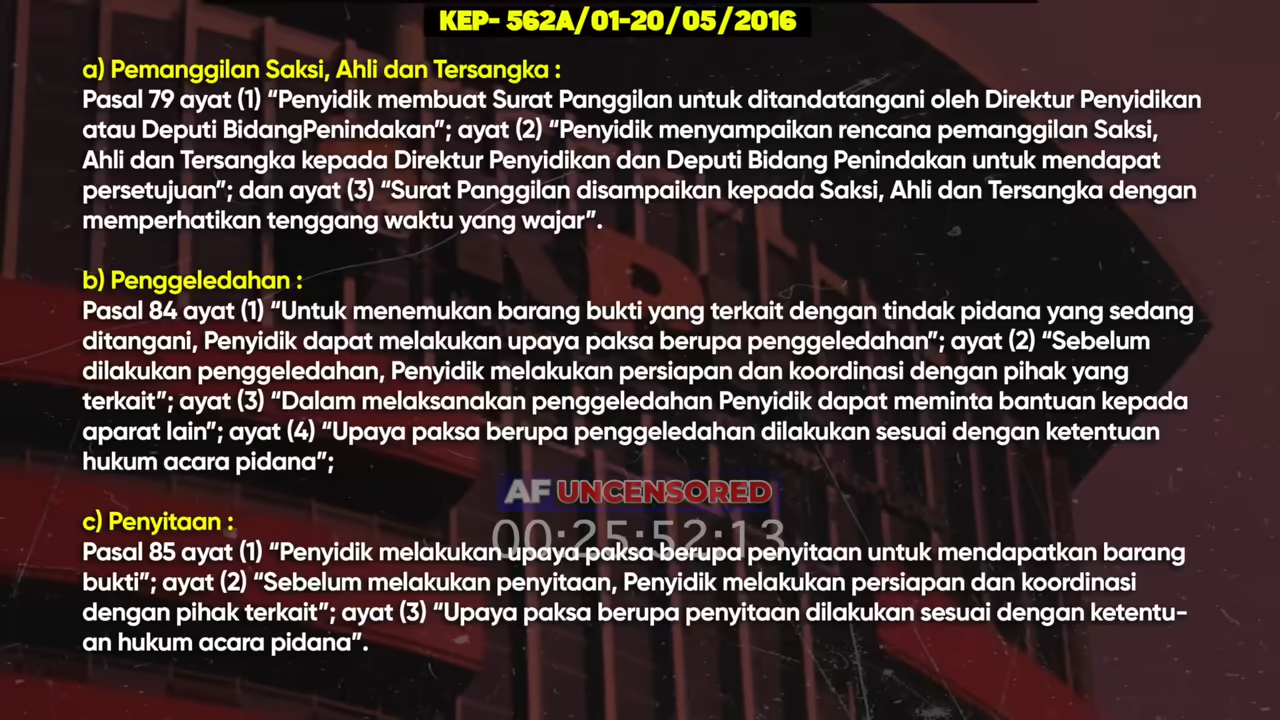 KEP- 562A/01-20/05/2016
a) Pemanggilan Saksi, Ahli dan Tersangka :
Pasal 79 ayat (1) “Penyidik membuat Surat Panggilan untuk ditandatangani oleh Direktur Penyidikan
atau Deputi BidangPenindakan”; ayat (2) “Penyidik menyampaikan rencana pemanggilan Saksi,
Ahli dan Tersangka kepada Direktur Penyidikan dan Deputi Bidang Penindakan untuk mendapat
persetujuan”; dan ayat (3) “Surat Panggilan disampaikan kepada Saksi, Ahli dan Tersangka dengan
memperhatikan tenggang waktu yang wajar”.
b) Penggeledahan :
Pasal 84 ayat (1) “Untuk menemukan barang bukti yang terkait dengan tindak pidana yang sedang
ditangani, Penyidik dapat melakukan upaya paksa berupa penggeledahan”; ayat (2) “Sebelum
dilakukan penggeledahan, Penyidik melakukan persiapan dan koordinasi dengan pihak yang
terkait”; ayat (3) “Dalam melaksanakan penggeledahan Penyidik dapat meminta bantuan kepada
aparat lain”; ayat (4) “Upaya paksa berupa penggeledahan dilakukan sesuai dengan ketentuan
hukum acara pidana”;
AF UNCENSORED
00:25:52:13
c) Penyitaan :
Pasal 85 ayat (1) “Penyidik melakukan upaya paksa berupa penyitaan untuk mendapatkan barang
bukti”; ayat (2) “Sebelum melakukan penyitaan, Penyidik melakukan persiapan dan koordinasi
dengan pihak terkait”; ayat (3) “Upaya paksa berupa penyitaan dilakukan sesuai dengan ketentu-
an hukum acara pidana”.